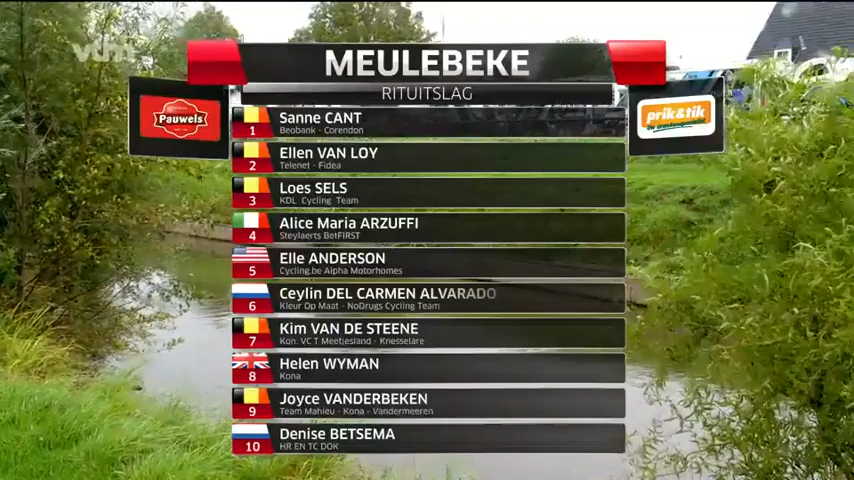 vtm
MEULEBEKE
RITUITSLAG
Pauwels
prik&tik
1 Sanne CANT
Beobank - Corendon
2 Ellen VAN LOY
Telenet - Fidea
3 Loes SELS
KDL Cycling Team
4 Alice Maria ARZUFFI
Steylaerts BetFIRST
5 Elle ANDERSON
Cycling.be Alpha Motorhomes
6 Ceylin DEL CARMEN ALVARADO
Kleur Op Maat - NoDrugs Cycling Team
7 Kim VAN DE STEENE
Kon. VC T Meetjesland - Knesselare
8 Helen WYMAN
Kona
9 Joyce VANDERBEKEN
Team Mahieu - Kona - Vandermeeren
10 Denise BETSEMA
HR EN TC DOK